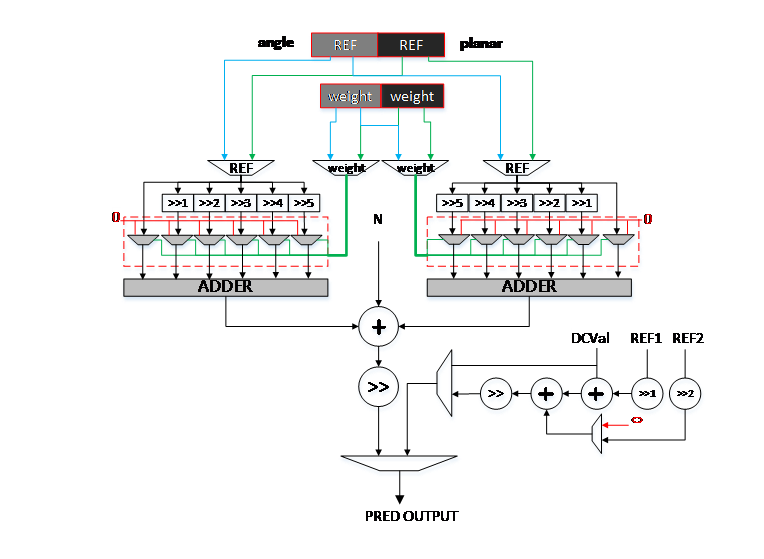 angle REF REF planar
weight weight
REF weight weight REF
>>1 >>2 >>3 >>4 >>5 >>5 >>4 >>3 >>2 >>1
0 N 0
ADDER ADDER
+
DCVal REF1 REF2
>> >> + + >>1 >>2
PRED OUTPUT